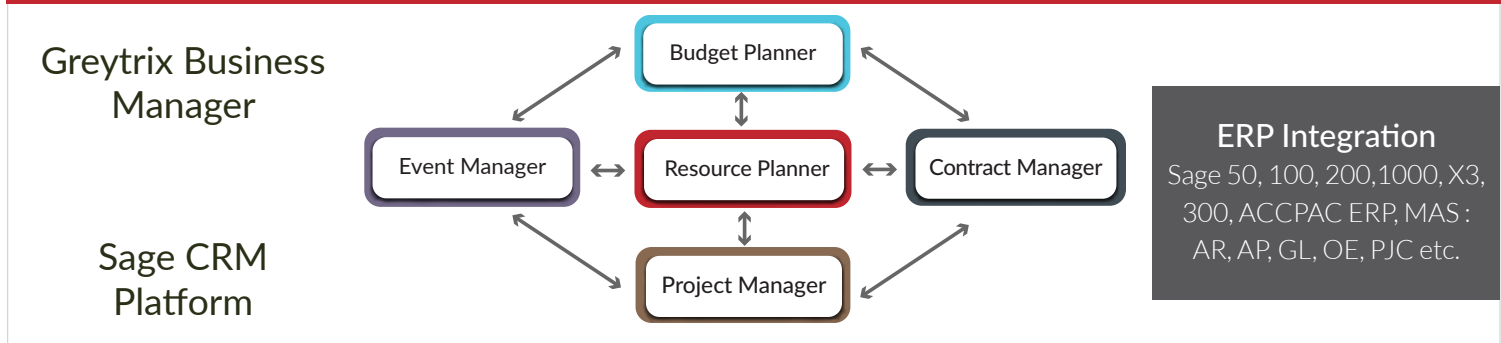 Greytrix Business
Manager
Budget Planner
Event Manager
Resource Planner
Contract Manager
Project Manager
Sage CRM
Platform
ERP Integration
Sage 50, 100, 200,1000, X3,
300, ACCPAC ERP, MAS :
AR, AP, GL, OE, PJC etc.